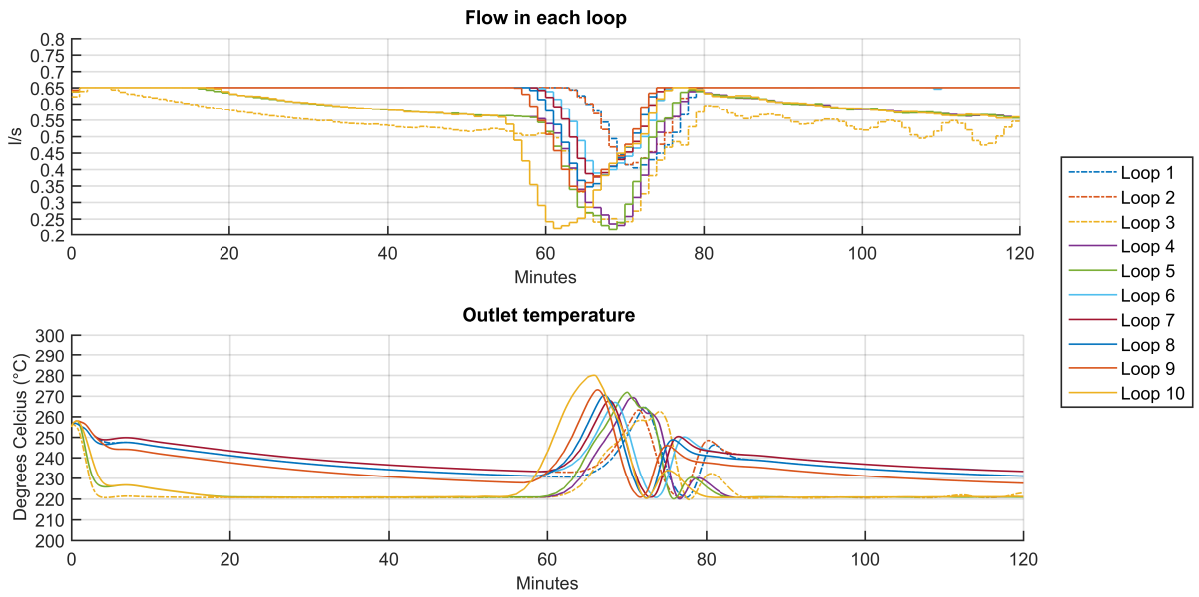 Flow in each loop
0.8
0.75
0.7
0.65
0.6
0.55
0.5
0.45
0.4
0.35
0.3
0.25
0.2
l/s
0 20 40 60 80 100 120
Minutes
Outlet temperature
300
290
280
270
260
250
240
230
220
210
200
Degrees Celcius (°C)
0 20 40 60 80 100 120
Minutes
Loop 1
Loop 2
Loop 3
Loop 4
Loop 5
Loop 6
Loop 7
Loop 8
Loop 9
Loop 10